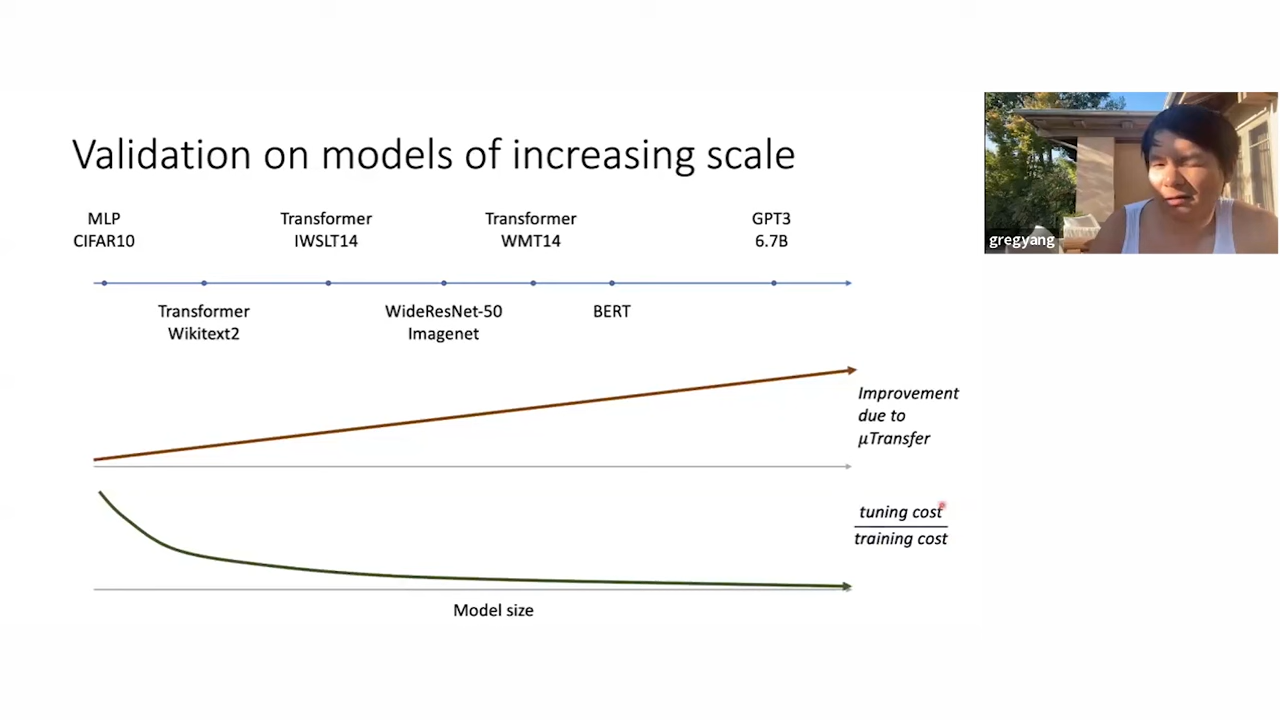 Validation on models of increasing scale
MLP
CIFAR10
Transformer
IWSLT14
Transformer
WMT14
GPT3
6.7B
Transformer
Wikitext2
WideResNet-50
Imagenet
BERT
Improvement
due to
μTransfer
tuning cost
training cost
Model size
gregyang